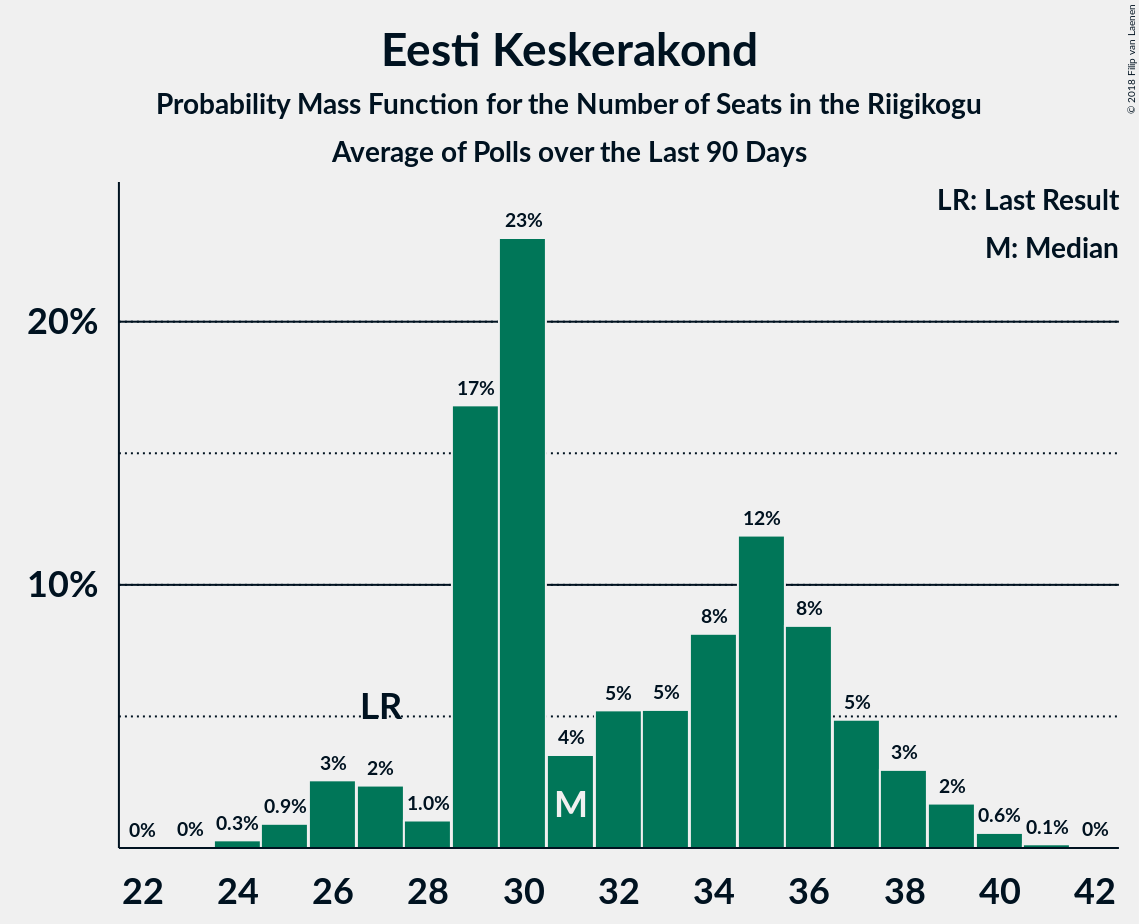 © 2018 Filip van Laenen
Eesti Keskerakond
Probability Mass Function for the Number of Seats in the Riigikogu
Average of Polls over the Last 90 Days
LR: Last Result
M: Median
20%
10%
0%
0%
0.3%
0.9%
3%
2%
1.0%
17%
23%
4%
5%
5%
8%
12%
8%
5%
3%
2%
0.6%
0.1%
0%
LR
M
22 24 26 28 30 32 34 36 38 40 42